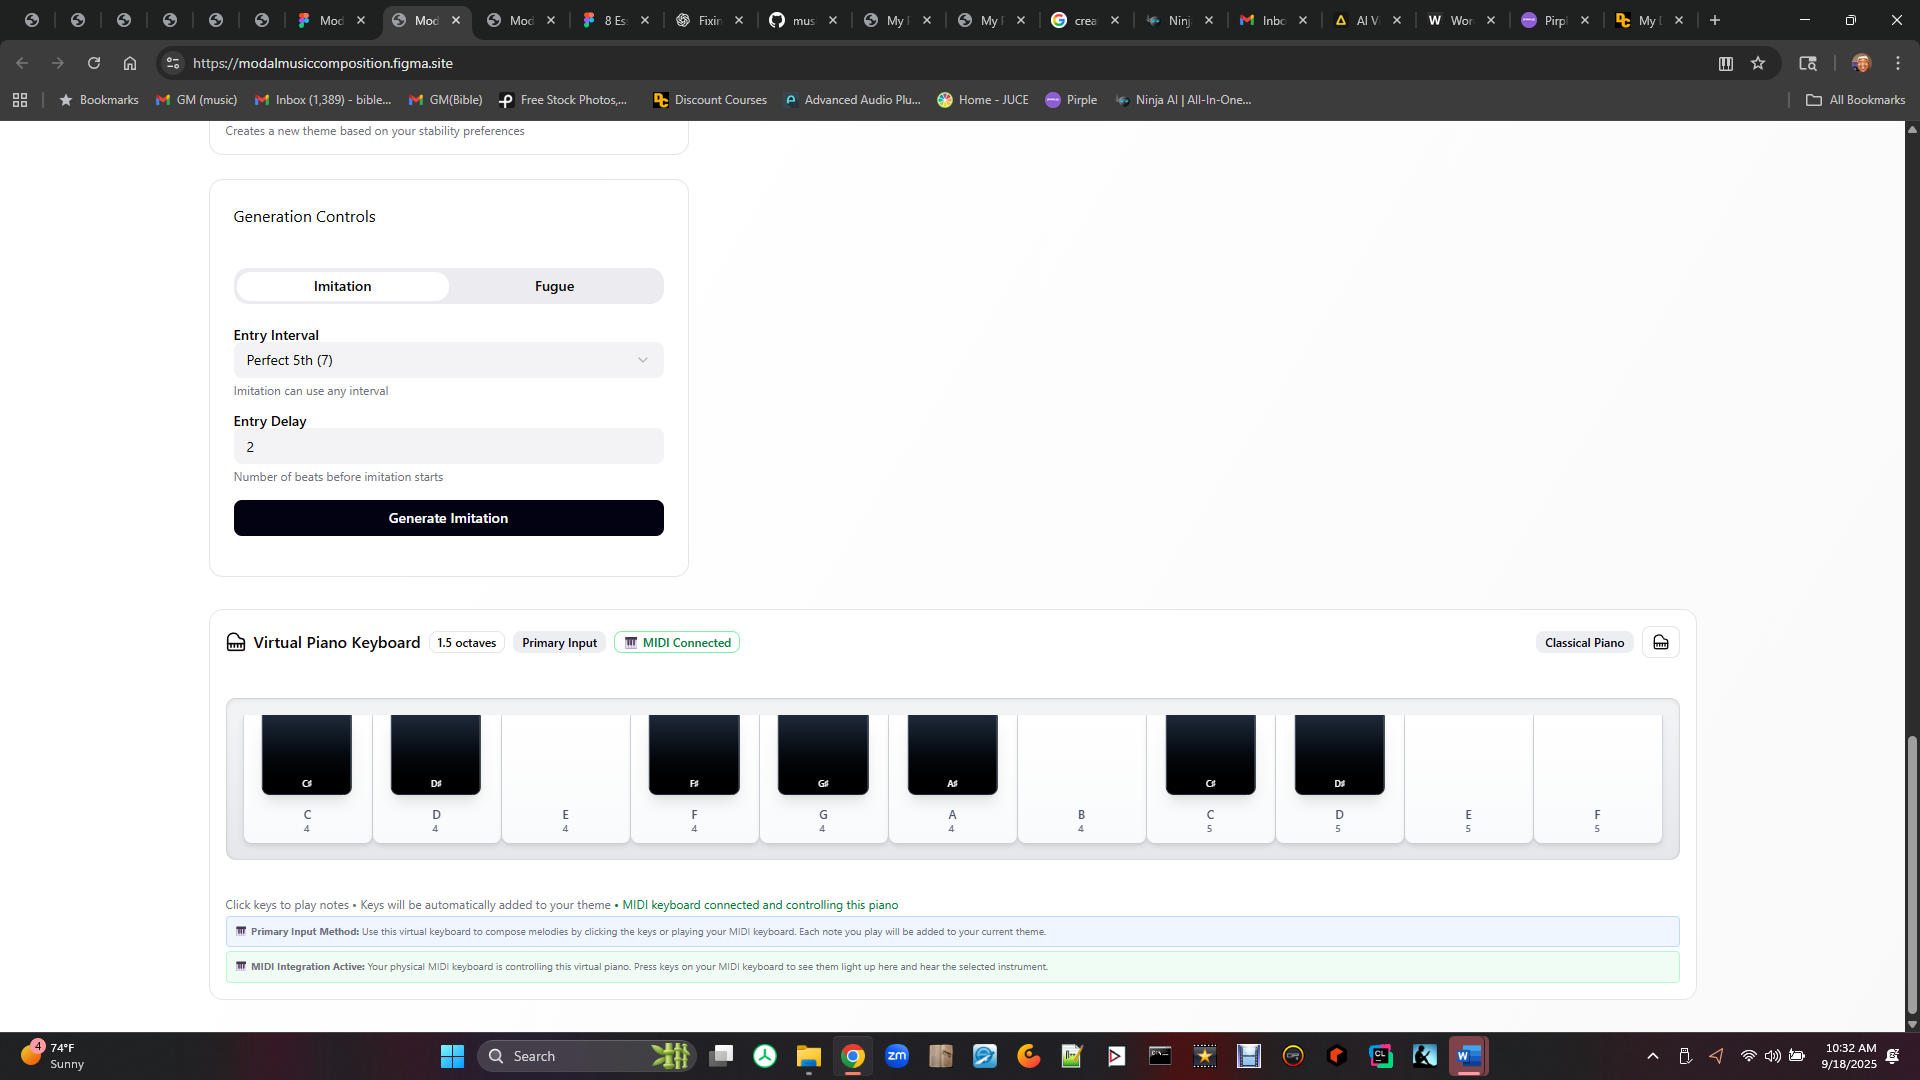 Mod
Mod
Mod
8 Es
Fixin
mus
My
My
crea
Ninj
Inbo
AI V
Wor
Pirpl
My
https://modalmusiccomposition.figma.site
Bookmarks
GM (music)
Inbox (1,389) - bible...
GM(Bible)
Free Stock Photos,...
Discount Courses
Advanced Audio Plu...
Home - JUCE
Pirple
Ninja AI | All-In-One...
All Bookmarks
Creates a new theme based on your stability preferences
Generation Controls
Imitation
Fugue
Entry Interval
Perfect 5th (7)
Imitation can use any interval
Entry Delay
2
Number of beats before imitation starts
Generate Imitation
Virtual Piano Keyboard
1.5 octaves
Primary Input
MIDI Connected
Classical Piano
C♯ D♯ F♯ G♯ A♯ C♯ D♯
C D E F G A B C D E F
4 4 4 4 4 4 4 5 5 5 5
Click keys to play notes • Keys will be automatically added to your theme • MIDI keyboard connected and controlling this piano
Primary Input Method: Use this virtual keyboard to compose melodies by clicking the keys or playing your MIDI keyboard. Each note you play will be added to your current theme.
MIDI Integration Active: Your physical MIDI keyboard is controlling this virtual piano. Press keys on your MIDI keyboard to see them light up here and hear the selected instrument.
4
74°F
Sunny
Search
zm
10:32 AM
9/18/2025